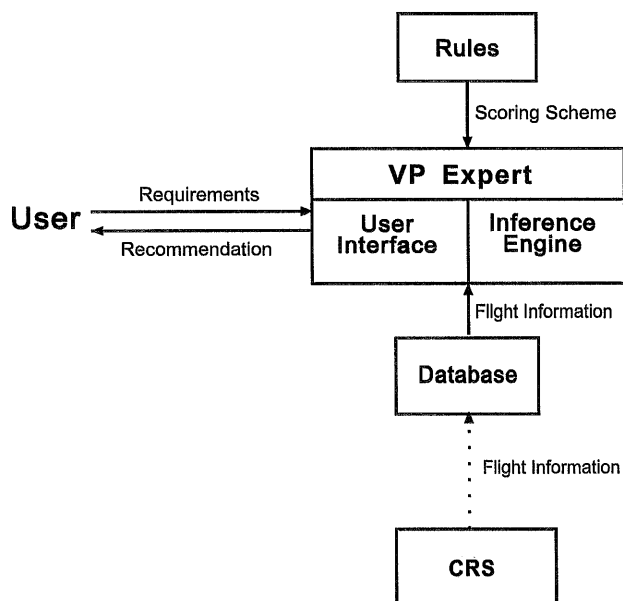 Rules
Scoring Scheme
VP Expert
Requirements
User
Recommendation
User
Interface
Inference
Engine
Flight Information
Database
Flight Information
CRS